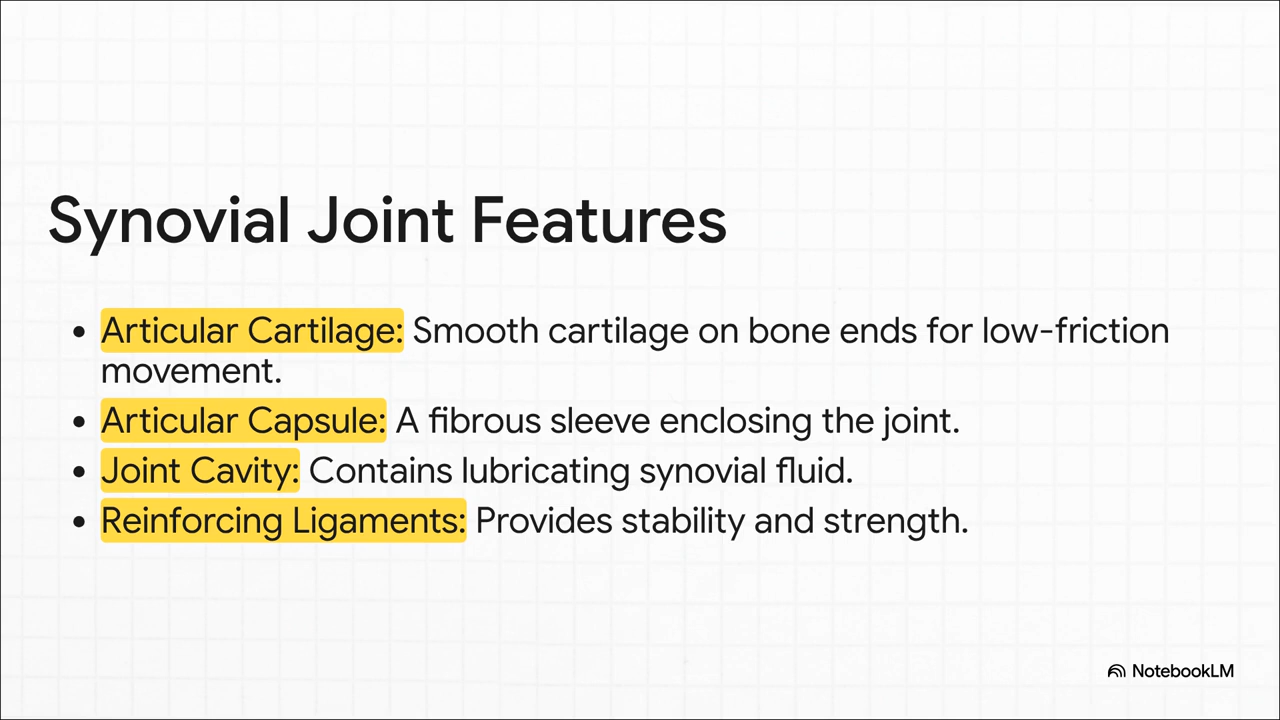 Synovial Joint Features
• Articular Cartilage: Smooth cartilage on bone ends for low-friction
movement.
• Articular Capsule: A fibrous sleeve enclosing the joint.
• Joint Cavity: Contains lubricating synovial fluid.
• Reinforcing Ligaments: Provides stability and strength.
NotebookLM